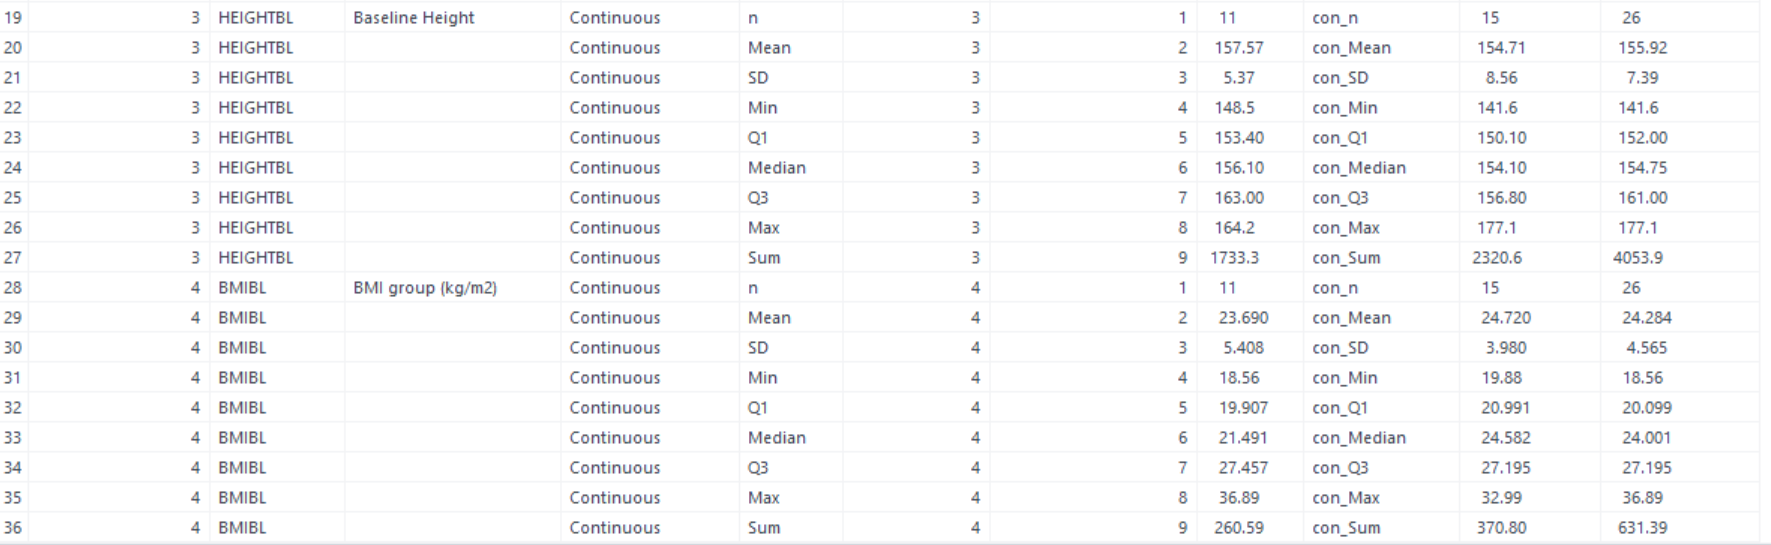 19 3 HEIGHTBL Baseline Height Continuous n 3 1 11 con_n 15 26
20 3 HEIGHTBL Continuous Mean 3 2 157.57 con_Mean 154.71 155.92
21 3 HEIGHTBL Continuous SD 3 3 5.37 con_SD 8.56 7.39
22 3 HEIGHTBL Continuous Min 3 4 148.5 con_Min 141.6 141.6
23 3 HEIGHTBL Continuous Q1 3 5 153.40 con_Q1 150.10 152.00
24 3 HEIGHTBL Continuous Median 3 6 156.10 con_Median 154.10 154.75
25 3 HEIGHTBL Continuous Q3 3 7 163.00 con_Q3 156.80 161.00
26 3 HEIGHTBL Continuous Max 3 8 164.2 con_Max 177.1 177.1
27 3 HEIGHTBL Continuous Sum 3 9 1733.3 con_Sum 2320.6 4053.9
28 4 BMIBL BMI group (kg/m2) Continuous n 4 1 11 con_n 15 26
29 4 BMIBL Continuous Mean 4 2 23.690 con_Mean 24.720 24.284
30 4 BMIBL Continuous SD 4 3 5.408 con_SD 3.980 4.565
31 4 BMIBL Continuous Min 4 4 18.56 con_Min 19.88 18.56
32 4 BMIBL Continuous Q1 4 5 19.907 con_Q1 20.991 20.099
33 4 BMIBL Continuous Median 4 6 21.491 con_Median 24.582 24.001
34 4 BMIBL Continuous Q3 4 7 27.457 con_Q3 27.195 27.195
35 4 BMIBL Continuous Max 4 8 36.89 con_Max 32.99 36.89
36 4 BMIBL Continuous Sum 4 9 260.59 con_Sum 370.80 631.39